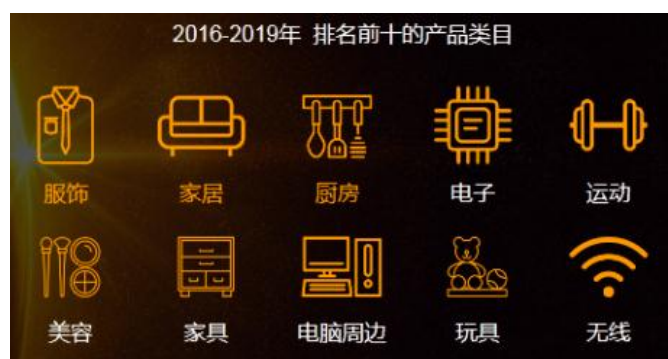 2016-2019年 排名前十的产品类目
服饰 家居 厨房 电子 运动
美容 家具 电脑周边 玩具 无线